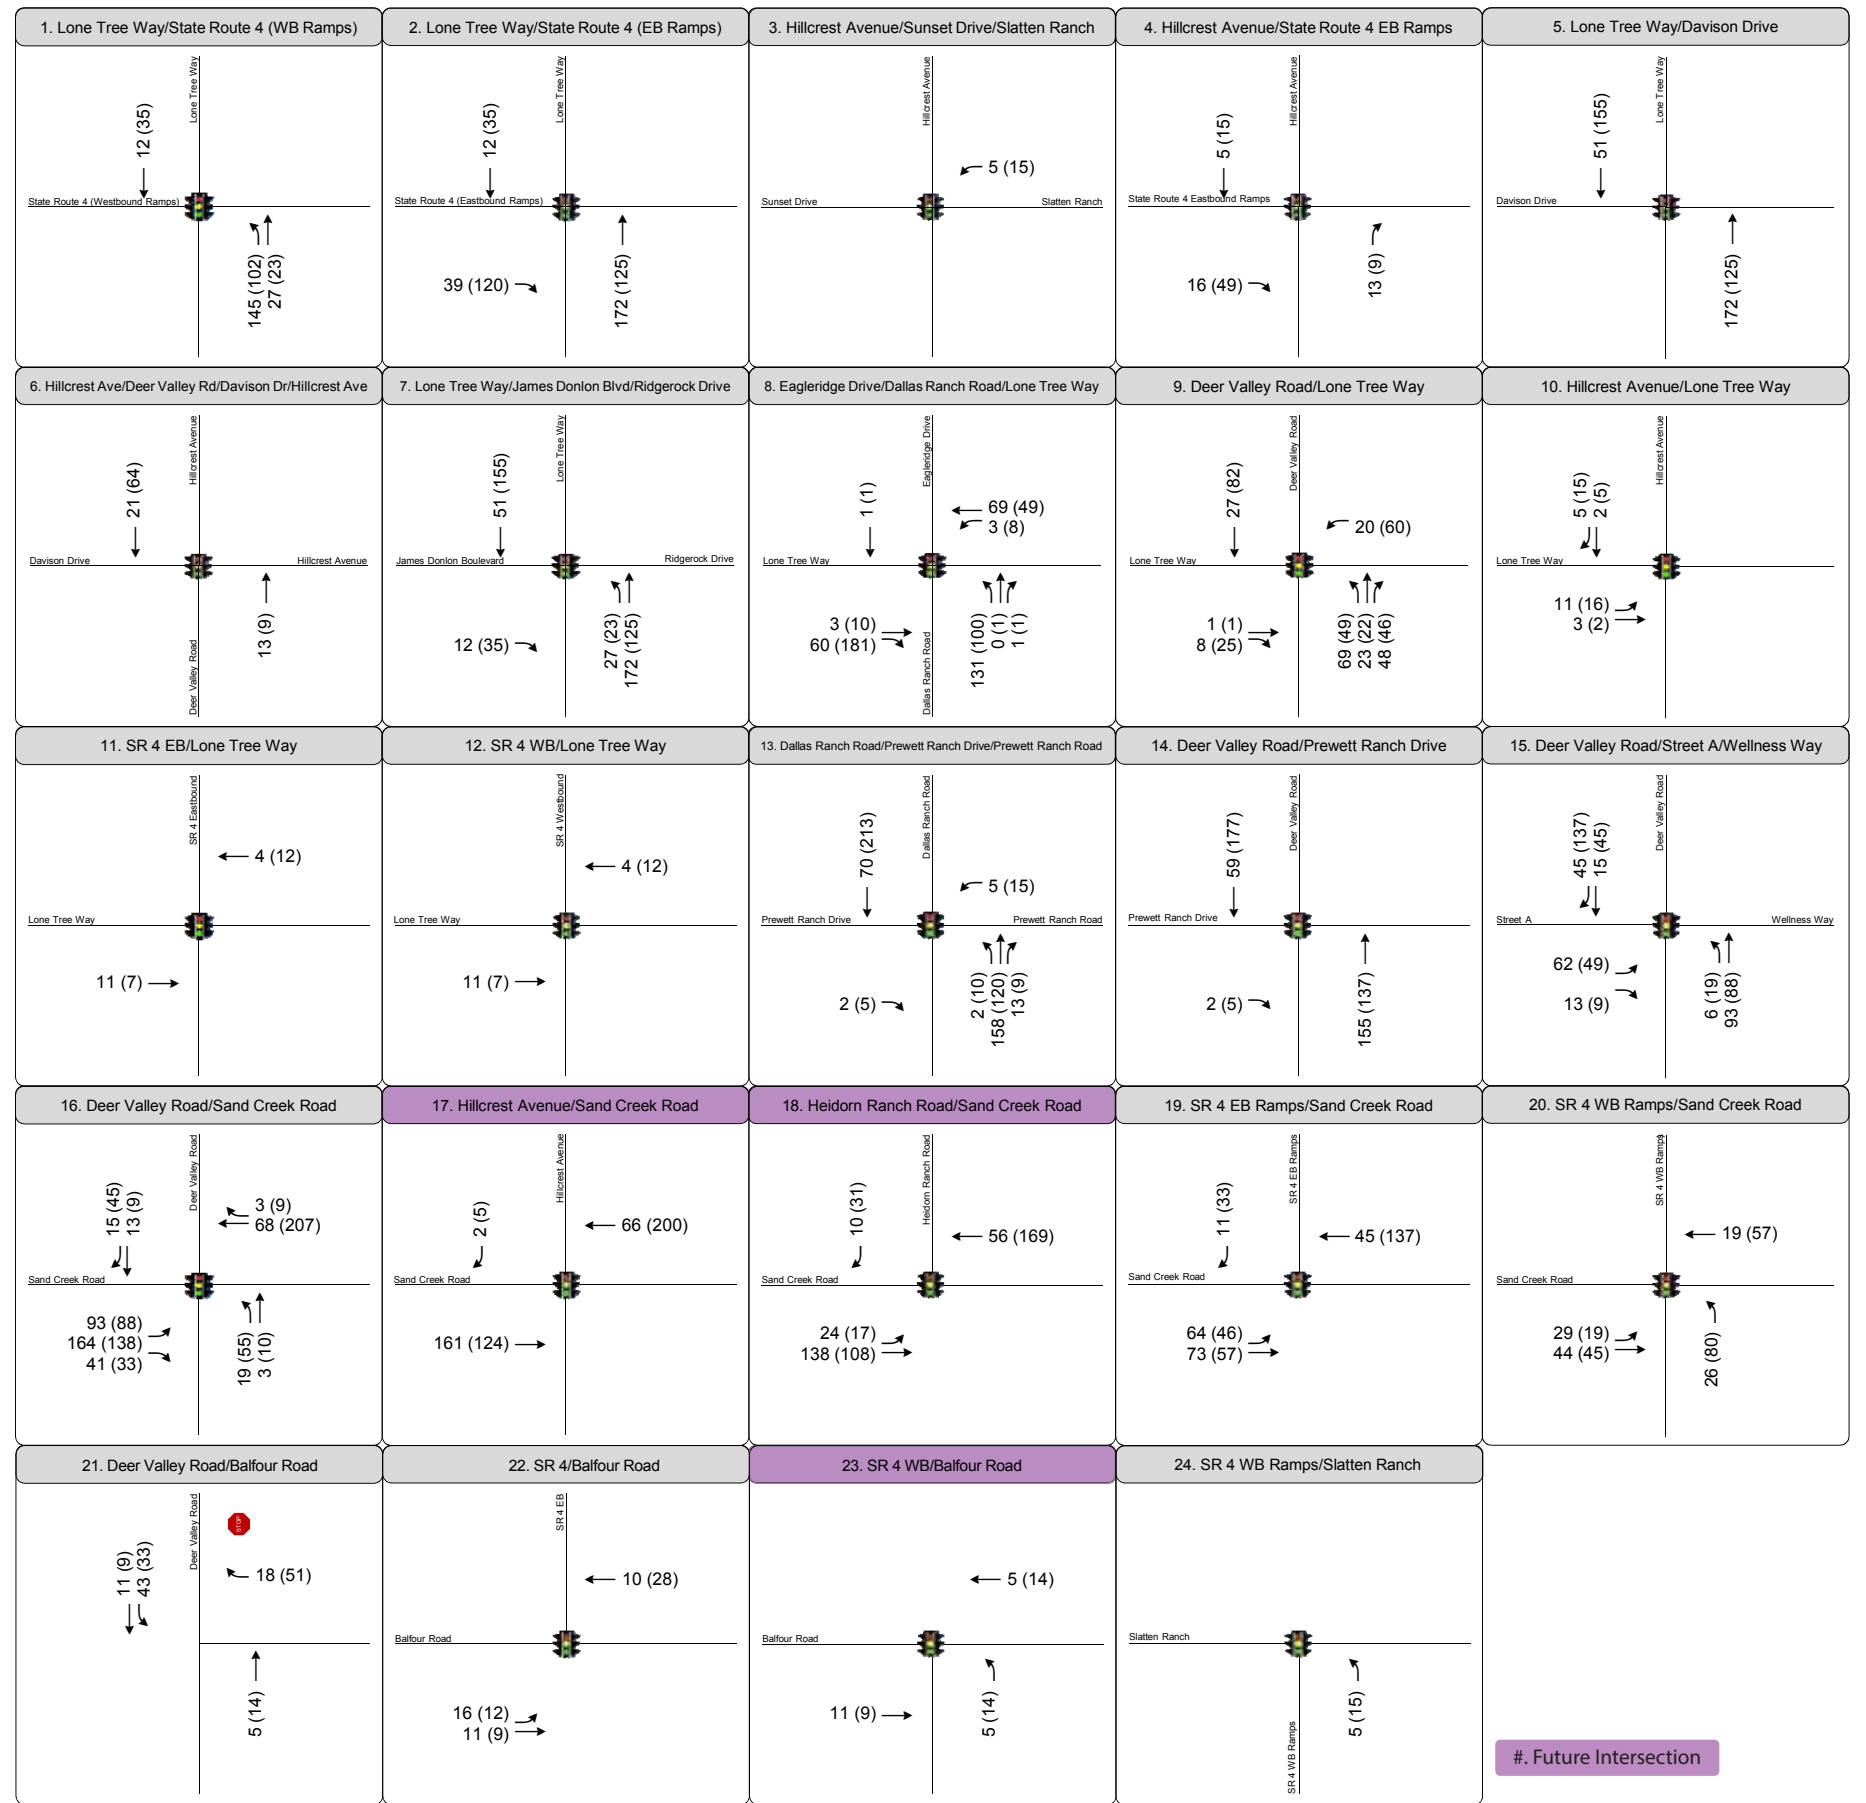 1. Lone Tree Way/State Route 4 (WB Ramps)
Lone Tree Way
12 (35)
State Route 4 (Westbound Ramps)
145 (102)
27 (23)
2. Lone Tree Way/State Route 4 (EB Ramps)
Lone Tree Way
12 (35)
State Route 4 (Eastbound Ramps)
39 (120)
172 (125)
3. Hillcrest Avenue/Sunset Drive/Slatten Ranch
Hillcrest Avenue
5 (15)
Sunset Drive
Slatten Ranch
4. Hillcrest Avenue/State Route 4 EB Ramps
Hillcrest Avenue
5 (15)
State Route 4 Eastbound Ramps
16 (49)
13 (9)
5. Lone Tree Way/Davison Drive
Lone Tree Way
51 (155)
Davison Drive
172 (125)
6. Hillcrest Ave/Deer Valley Rd/Davison Dr/Hillcrest Ave
Hillcrest Avenue
21 (64)
Davison Drive
Hillcrest Avenue
13 (9)
Deer Valley Road
7. Lone Tree Way/James Donlon Blvd/Ridgerock Drive
Lone Tree Way
51 (155)
James Donlon Boulevard
Ridgerock Drive
12 (35)
27 (23)
172 (125)
8. Eagleridge Drive/Dallas Ranch Road/Lone Tree Way
Eagleridge Drive
1 (1)
69 (49)
3 (8)
Lone Tree Way
3 (10)
60 (181)
131 (100)
0 (1)
1 (1)
Dallas Ranch Road
9. Deer Valley Road/Lone Tree Way
Deer Valley Road
27 (82)
20 (60)
Lone Tree Way
1 (1)
8 (25)
69 (49)
23 (22)
48 (46)
10. Hillcrest Avenue/Lone Tree Way
Hillcrest Avenue
5 (15)
2 (5)
Lone Tree Way
11 (16)
3 (2)
11. SR 4 EB/Lone Tree Way
SR 4 Eastbound
4 (12)
Lone Tree Way
11 (7)
12. SR 4 WB/Lone Tree Way
SR 4 Westbound
4 (12)
Lone Tree Way
11 (7)
13. Dallas Ranch Road/Prewett Ranch Drive/Prewett Ranch Road
Dallas Ranch Road
70 (213)
5 (15)
Prewett Ranch Drive
Prewett Ranch Road
2 (5)
2 (10)
158 (120)
13 (9)
14. Deer Valley Road/Prewett Ranch Drive
Deer Valley Road
59 (177)
Prewett Ranch Drive
2 (5)
155 (137)
15. Deer Valley Road/Street A/Wellness Way
Deer Valley Road
45 (137)
15 (45)
Street A
Wellness Way
62 (49)
13 (9)
6 (19)
93 (88)
16. Deer Valley Road/Sand Creek Road
Deer Valley Road
15 (45)
13 (9)
3 (9)
68 (207)
Sand Creek Road
93 (88)
164 (138)
41 (33)
19 (55)
3 (10)
17. Hillcrest Avenue/Sand Creek Road
Hillcrest Avenue
2 (5)
66 (200)
Sand Creek Road
161 (124)
18. Heidorn Ranch Road/Sand Creek Road
Heidorn Ranch Road
10 (31)
56 (169)
Sand Creek Road
24 (17)
138 (108)
19. SR 4 EB Ramps/Sand Creek Road
SR 4 EB Ramps
11 (33)
45 (137)
Sand Creek Road
64 (46)
73 (57)
20. SR 4 WB Ramps/Sand Creek Road
SR 4 WB Ramps
19 (57)
Sand Creek Road
29 (19)
44 (45)
26 (80)
21. Deer Valley Road/Balfour Road
Deer Valley Road
STOP
11 (9)
43 (33)
18 (51)
5 (14)
22. SR 4/Balfour Road
SR 4 EB
10 (28)
Balfour Road
16 (12)
11 (9)
23. SR 4 WB/Balfour Road
5 (14)
Balfour Road
11 (9)
5 (14)
24. SR 4 WB Ramps/Slatten Ranch
Slatten Ranch
5 (15)
SR 4 WB Ramps
#. Future Intersection